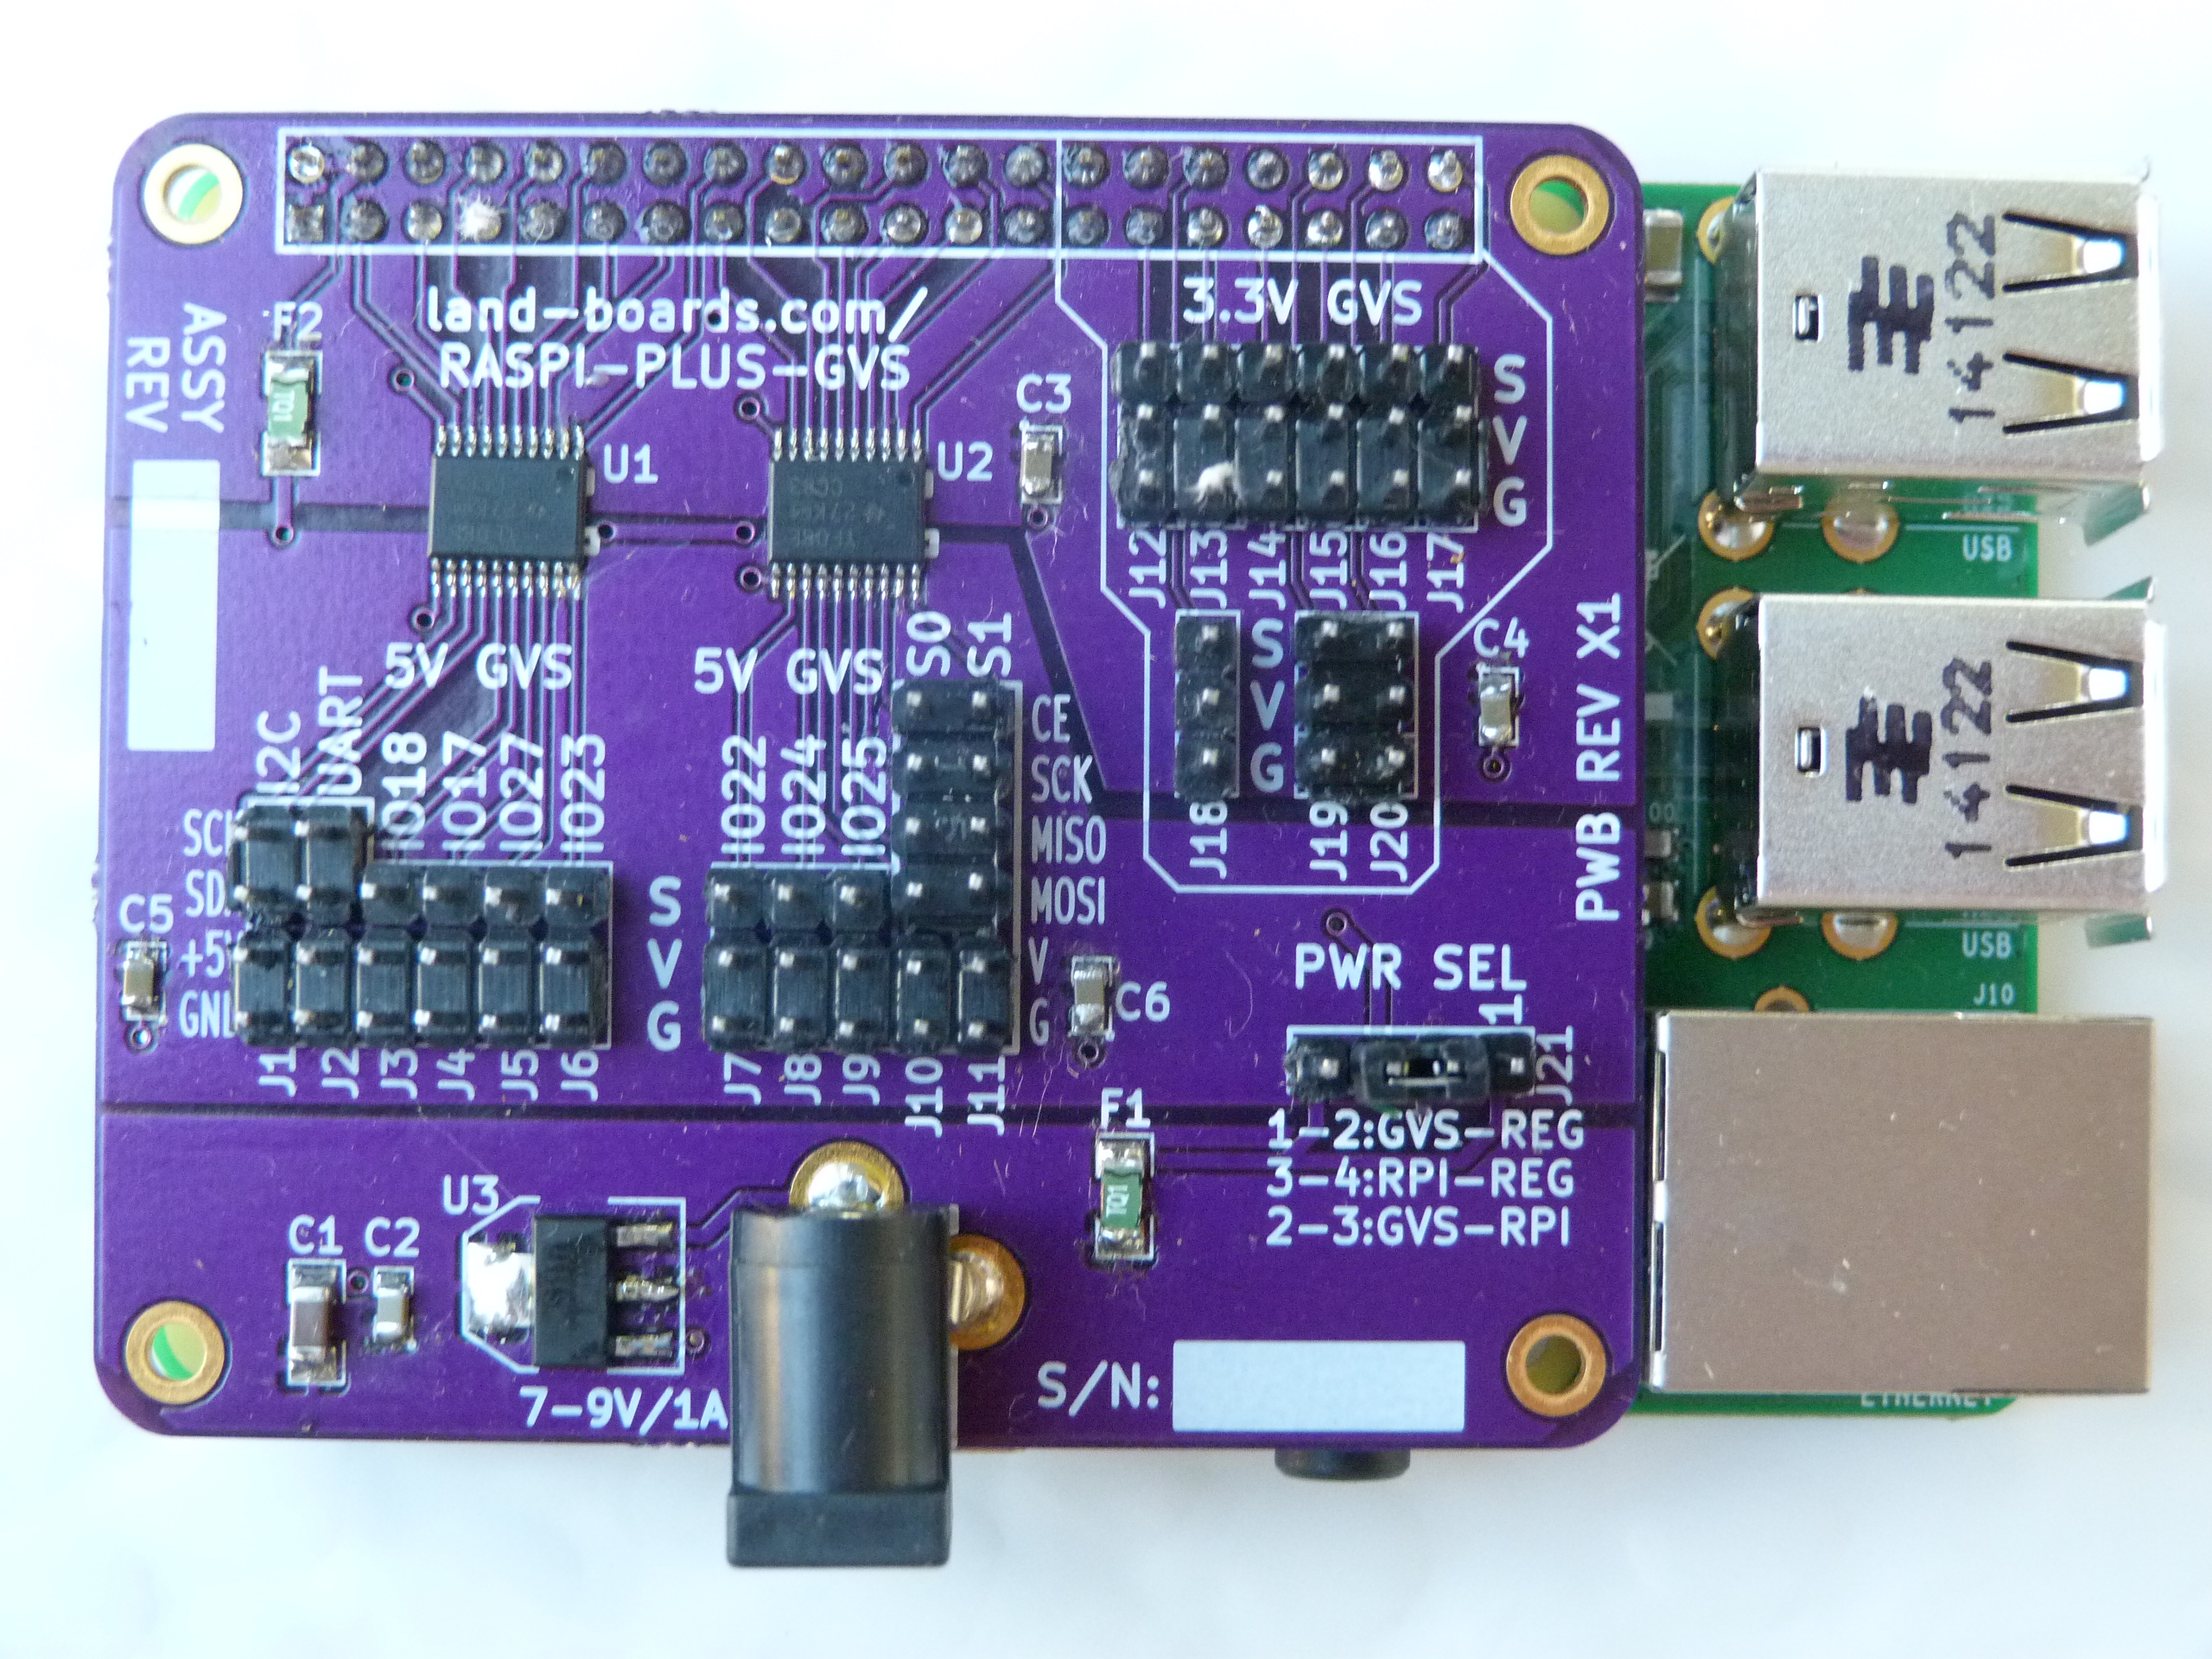 land-boards.com/
RASPI-PLUS-GVS
ASSY
REV
F2
U1
U2
C3
3.3V GVS
S
V
G
J12
J13
J14
J15
J16
J17
5V GVS
5V GVS
S0
S1
I2C
UART
IO18
IO17
IO27
IO23
IO22
IO24
IO25
CE
SCK
MISO
MOSI
V
G
S
V
G
J18
J19
J20
C4
PWB REV X1
C5
GND
S
V
G
J1
J2
J3
J4
J5
J6
J7
J8
J9
J10
J11
C6
PWR SEL
1
J21
1-2:GVS-REG
3-4:RPI-REG
2-3:GVS-RPI
F1
TQ1
TQ1
U3
C1
C2
7-9V/1A
S/N:
14122
14122
USB
USB
J10
ETHERNET